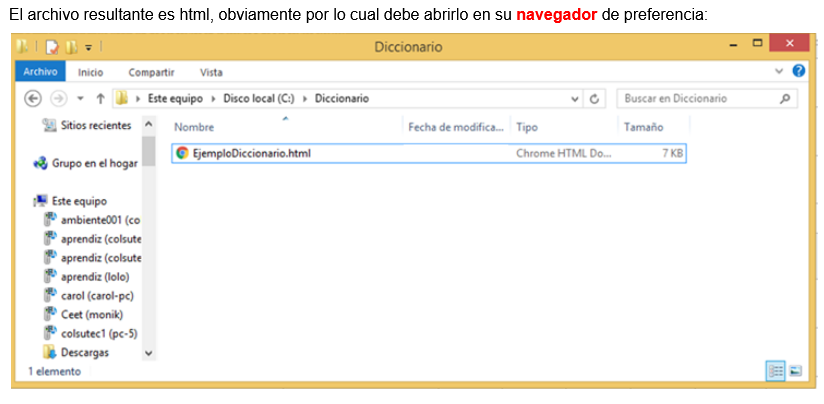 El archivo resultante es html, obviamente por lo cual debe abrirlo en su navegador de preferencia:
Diccionario
Archivo Inicio Compartir Vista
Este equipo Disco local (C:) Diccionario
Buscar en Diccionario
Sitios recientes
Grupo en el hogar
Este equipo
ambiente001 (co
aprendiz (colsute
aprendiz (colsute
aprendiz (lolo)
carol (carol-pc)
Ceet (monik)
colsutec1 (pc-5)
Descargas
Nombre Fecha de modifica... Tipo Tamaño
EjemploDiccionario.html Chrome HTML Do... 7 KB
1 elemento